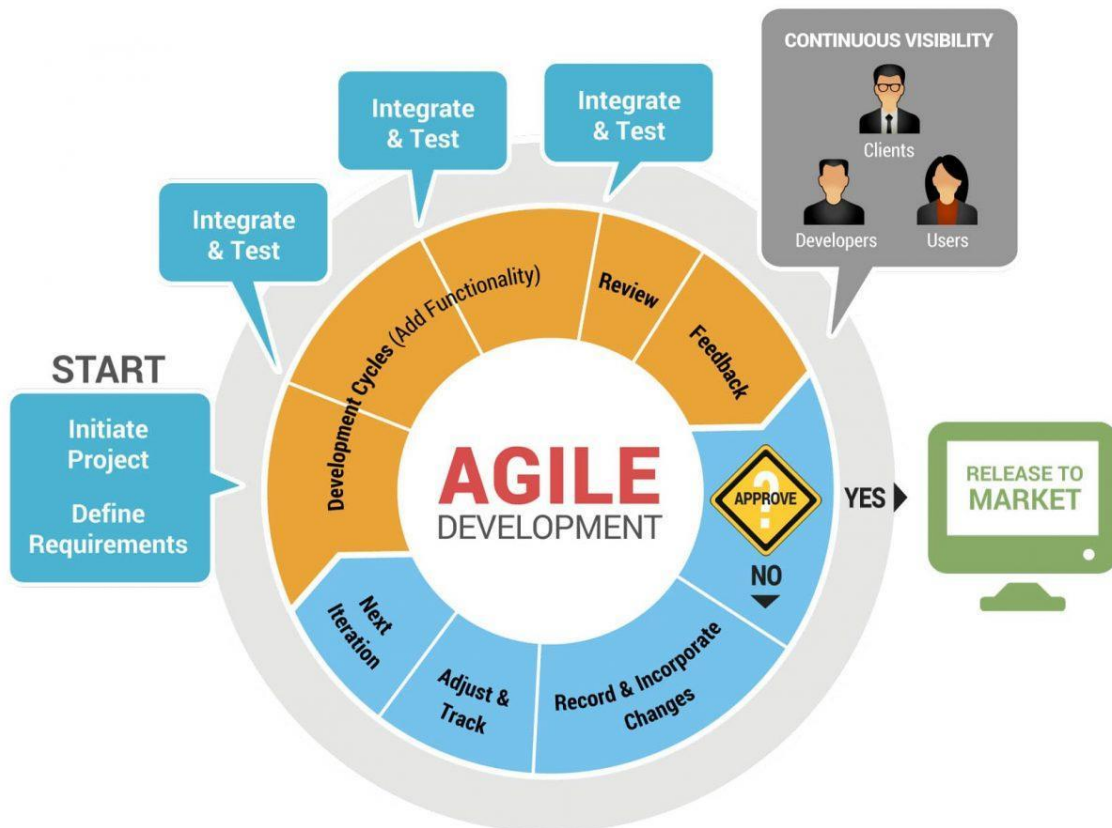 START
Initiate
Project
Define
Requirements
Integrate
& Test
Integrate
& Test
Integrate
& Test
CONTINUOUS VISIBILITY
Clients
Developers
Users
Development Cycles (Add Functionality)
Review
Feedback
AGILE
DEVELOPMENT
?
APPROVE
YES
NO
RELEASE TO
MARKET
Record & Incorporate
Changes
Adjust &
Track
Next
Iteration